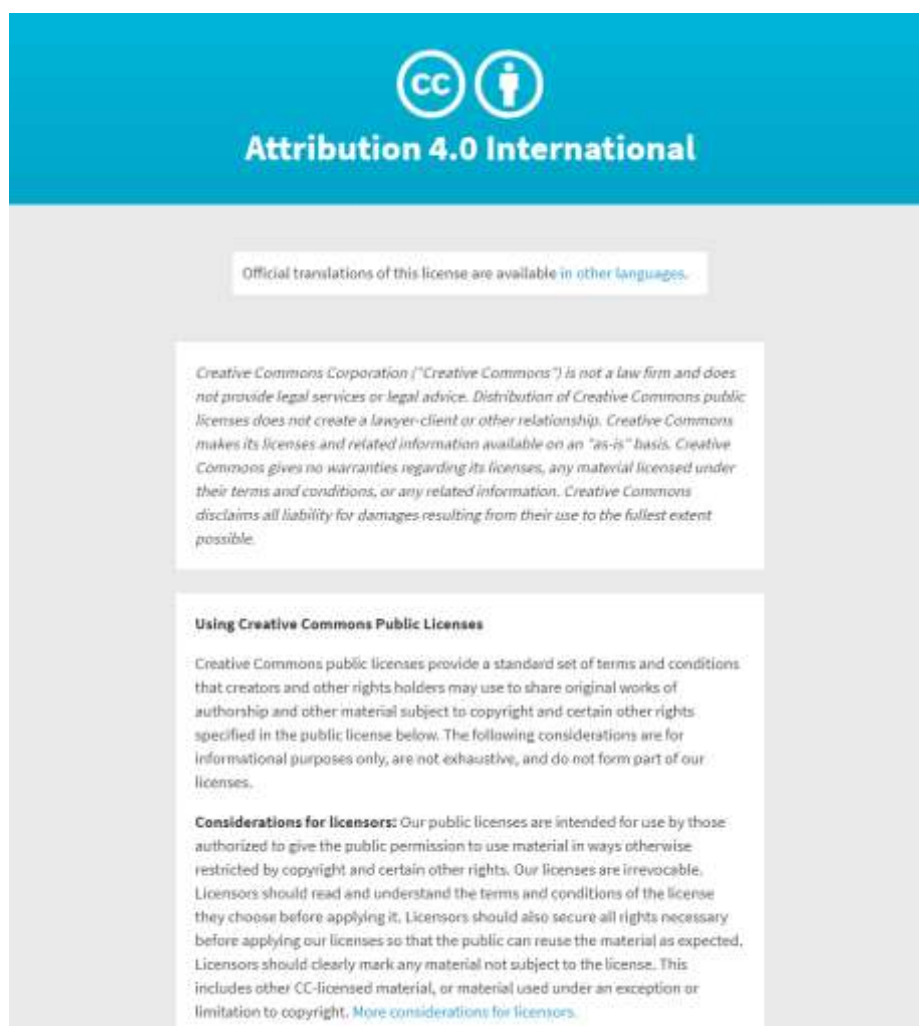 cc
Attribution 4.0 International
Official translations of this license are available in other languages.
Creative Commons Corporation ("Creative Commons") is not a law firm and does
not provide legal services or legal advice. Distribution of Creative Commons public
licenses does not create a lawyer-client or other relationship. Creative Commons
makes its licenses and related information available on an "as-is" basis. Creative
Commons gives no warranties regarding its licenses, any material licensed under
their terms and conditions, or any related information. Creative Commons
disclaims all liability for damages resulting from their use to the fullest extent
possible.
Using Creative Commons Public Licenses
Creative Commons public licenses provide a standard set of terms and conditions
that creators and other rights holders may use to share original works of
authorship and other material subject to copyright and certain other rights
specified in the public license below. The following considerations are for
informational purposes only, are not exhaustive, and do not form part of our
licenses.
Considerations for licensors: Our public licenses are intended for use by those
authorized to give the public permission to use material in ways otherwise
restricted by copyright and certain other rights. Our licenses are irrevocable.
Licensors should read and understand the terms and conditions of the license
they choose before applying it. Licensors should also secure all rights necessary
before applying our licenses so that the public can reuse the material as expected.
Licensors should clearly mark any material not subject to the license. This
includes other CC-licensed material, or material used under an exception or
limitation to copyright. More considerations for licensors.